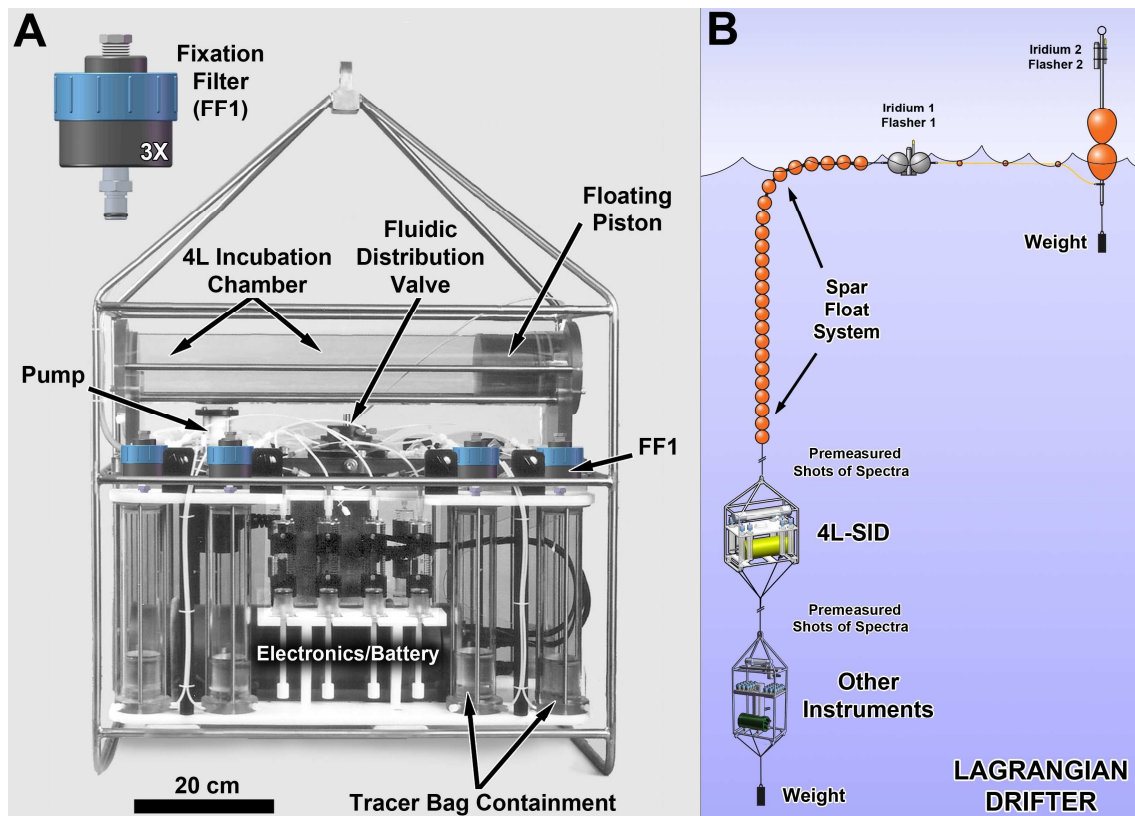 A
Fixation
Filter
(FF1)
3X
4L Incubation
Chamber
Fluidic
Distribution
Valve
Floating
Piston
Pump
FF1
Electronics/Battery
20 cm
Tracer Bag Containment
B
Iridium 2
Flasher 2
Iridium 1
Flasher 1
Weight
Spar
Float
System
Premeasured
Shots of Spectra
4L-SID
Premeasured
Shots of Spectra
Other
Instruments
Weight
LAGRANGIAN
DRIFTER